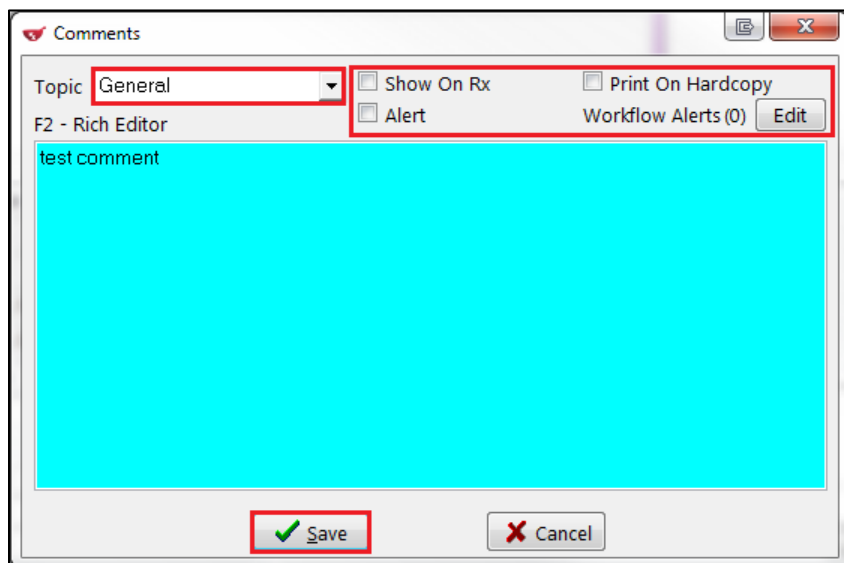 Comments
Topic General
Show On Rx Print On Hardcopy
Alert Workflow Alerts (0) Edit
F2 - Rich Editor
test comment
Save Cancel